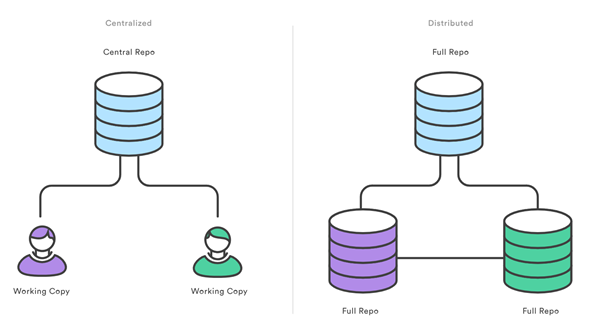 Centralized
Central Repo
Working Copy
Working Copy
Distributed
Full Repo
Full Repo
Full Repo